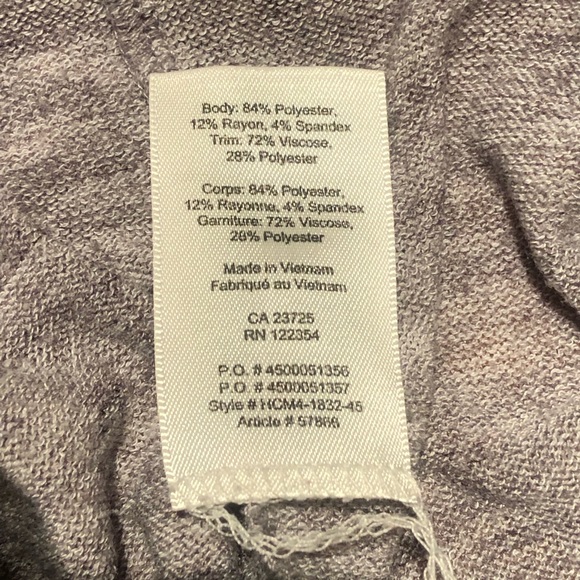 Body: 84% Polyester,
12% Rayon, 4% Spandex
Trim: 72% Viscose,
28% Polyester
Corps: 84% Polyester,
12% Rayonne, 4% Spandex
Garniture: 72% Viscose,
28% Polyester
Made in Vietnam
Fabriqué au Vietnam
CA 23725
RN 122354
P.O. # 4500051356
P.O # 4500051357
Style # HCM4-1832-45
Article # 57866